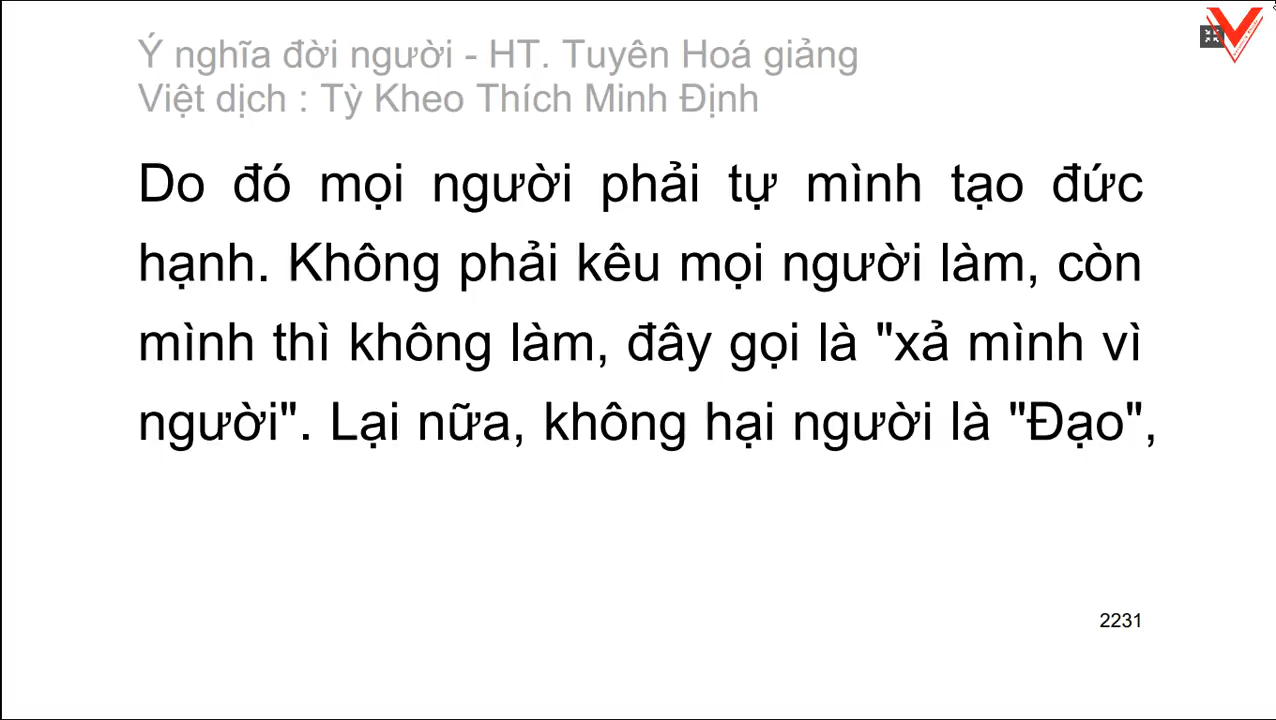 Ý nghĩa đời người - HT. Tuyên Hoá giảng
Việt dịch : Tỳ Kheo Thích Minh Định
Do đó mọi người phải tự mình tạo đức
hạnh. Không phải kêu mọi người làm, còn
mình thì không làm, đây gọi là "xả mình vì
người". Lại nữa, không hại người là "Đạo",
2231